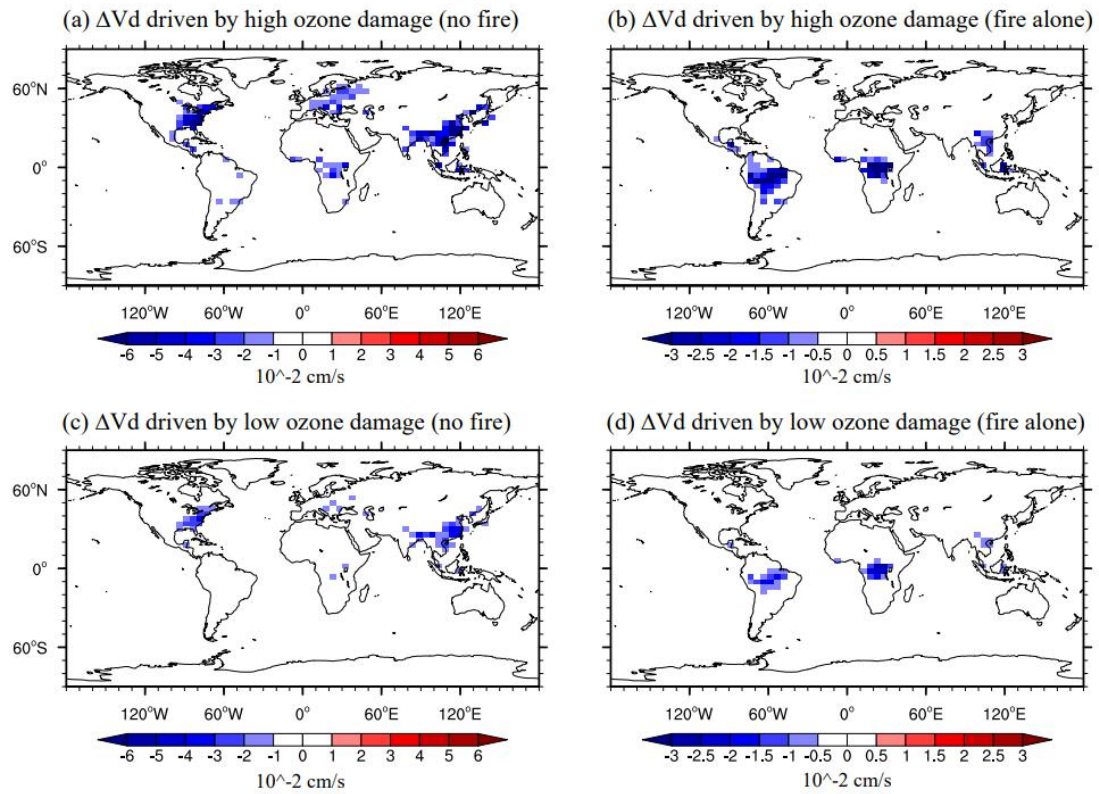 (a) ΔVd driven by high ozone damage (no fire)
(b) ΔVd driven by high ozone damage (fire alone)
60°N
0°
60°S
120°W 60°W 0° 60°E 120°E
120°W 60°W 0° 60°E 120°E
-6 -5 -4 -3 -2 -1 0 1 2 3 4 5 6
-3 -2.5 -2 -1.5 -1 -0.5 0 0.5 1 1.5 2 2.5 3
10^-2 cm/s
10^-2 cm/s
(c) ΔVd driven by low ozone damage (no fire)
(d) ΔVd driven by low ozone damage (fire alone)
60°N
0°
60°S
120°W 60°W 0° 60°E 120°E
120°W 60°W 0° 60°E 120°E
-6 -5 -4 -3 -2 -1 0 1 2 3 4 5 6
-3 -2.5 -2 -1.5 -1 -0.5 0 0.5 1 1.5 2 2.5 3
10^-2 cm/s
10^-2 cm/s